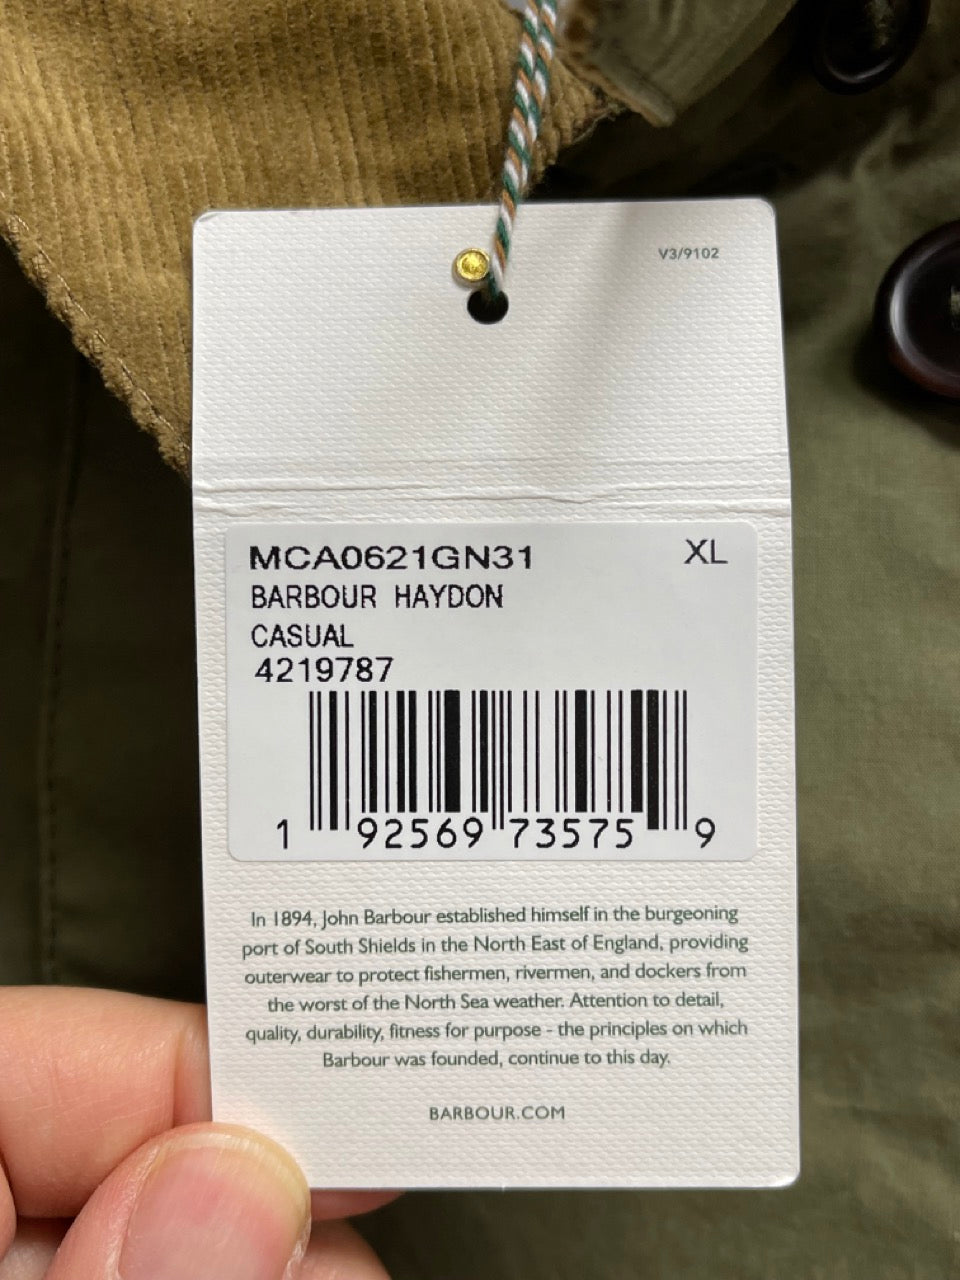 V3/9102
MCA0621GN31 XL
BARBOUR HAYDON
CASUAL
4219787
1 92569 73575 9
In 1894, John Barbour established himself in the burgeoning
port of South Shields in the North East of England, providing
outerwear to protect fishermen, rivermen, and dockers from
the worst of the North Sea weather. Attention to detail,
quality, durability, fitness for purpose - the principles on which
Barbour was founded, continue to this day.
BARBOUR.COM